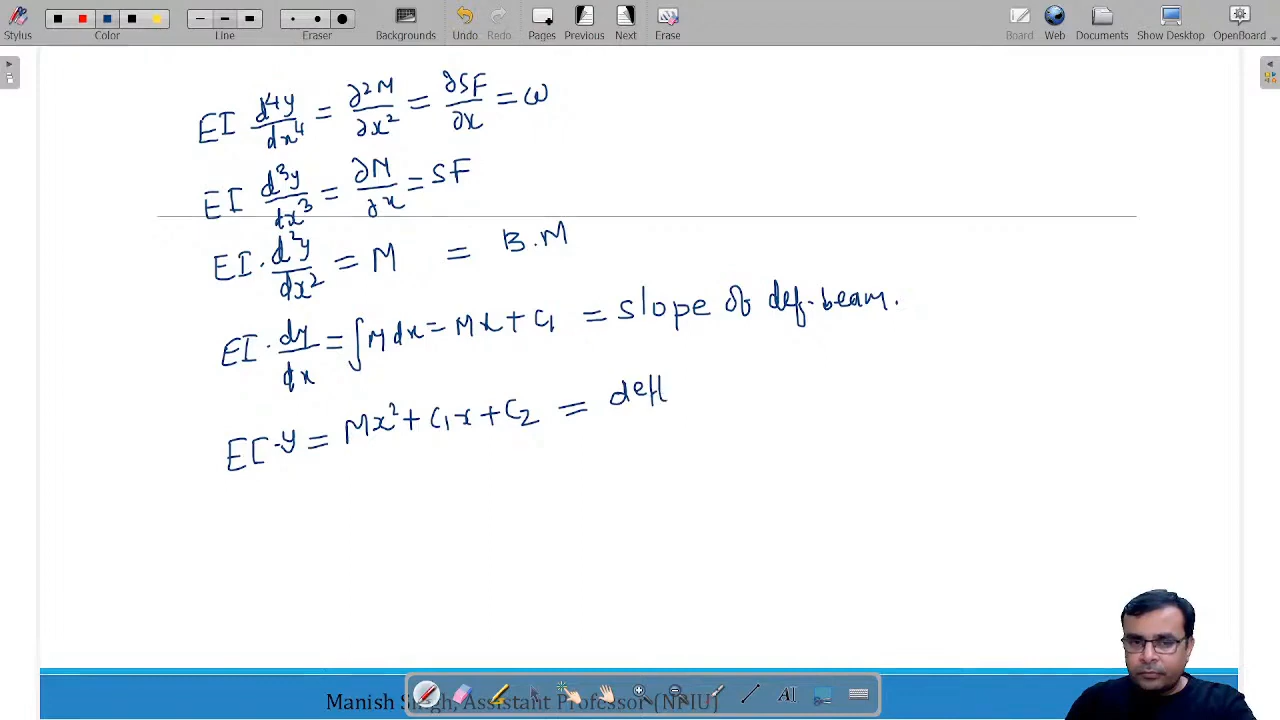 Stylus Color Line Eraser Backgrounds Undo Redo Pages Previous Next Erase Board Web Documents Show Desktop OpenBoard
EI d⁴y/dx⁴ = ∂²M/∂x² = ∂SF/∂x = ω
EI d³y/dx³ = ∂M/∂x = SF
EI · d²y/dx² = M = B.M
EI · dy/dx = ∫M dx = Mx + C₁ = slope of def. beam.
EI · y = Mx² + C₁x + C₂ = defl
Manish Singh, Assistant Professor (NNIU)